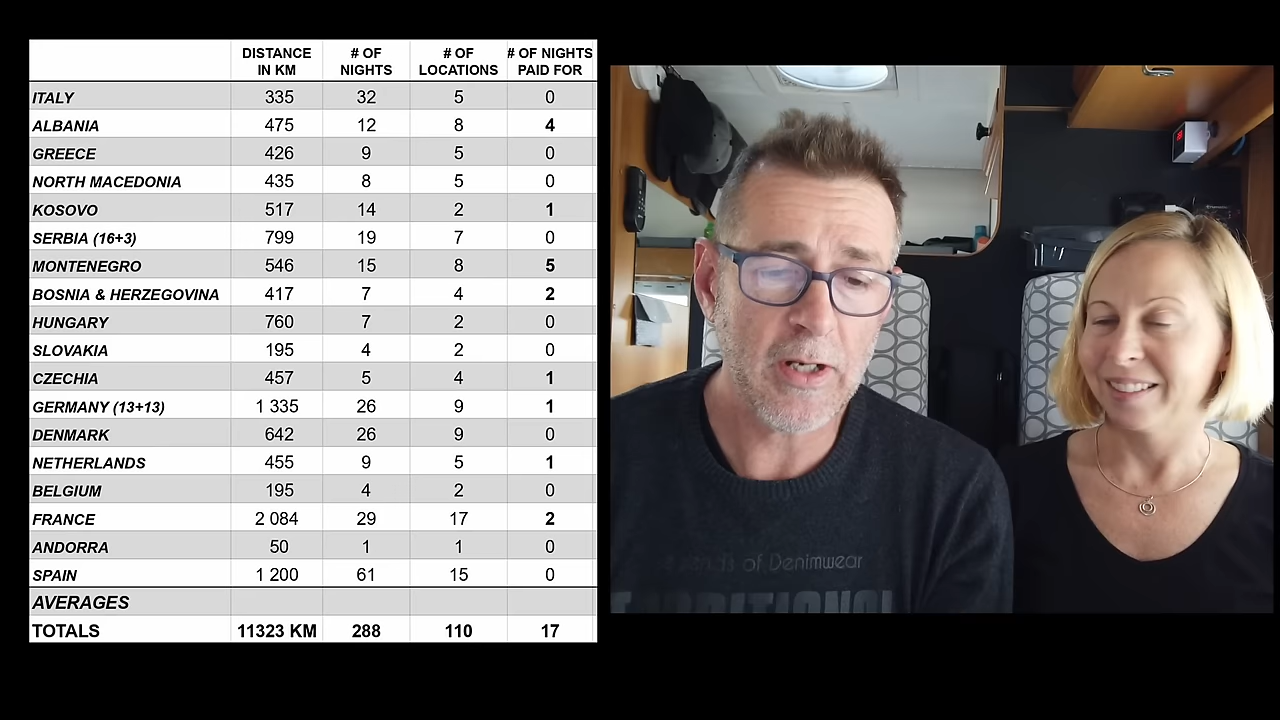 DISTANCE IN KM # OF NIGHTS # OF LOCATIONS # OF NIGHTS PAID FOR
ITALY 335 32 5 0
ALBANIA 475 12 8 4
GREECE 426 9 5 0
NORTH MACEDONIA 435 8 5 0
KOSOVO 517 14 2 1
SERBIA (16+3) 799 19 7 0
MONTENEGRO 546 15 8 5
BOSNIA & HERZEGOVINA 417 7 4 2
HUNGARY 760 7 2 0
SLOVAKIA 195 4 2 0
CZECHIA 457 5 4 1
GERMANY (13+13) 1 335 26 9 1
DENMARK 642 26 9 0
NETHERLANDS 455 9 5 1
BELGIUM 195 4 2 0
FRANCE 2 084 29 17 2
ANDORRA 50 1 1 0
SPAIN 1 200 61 15 0
AVERAGES
TOTALS 11323 KM 288 110 17
of Denimwear